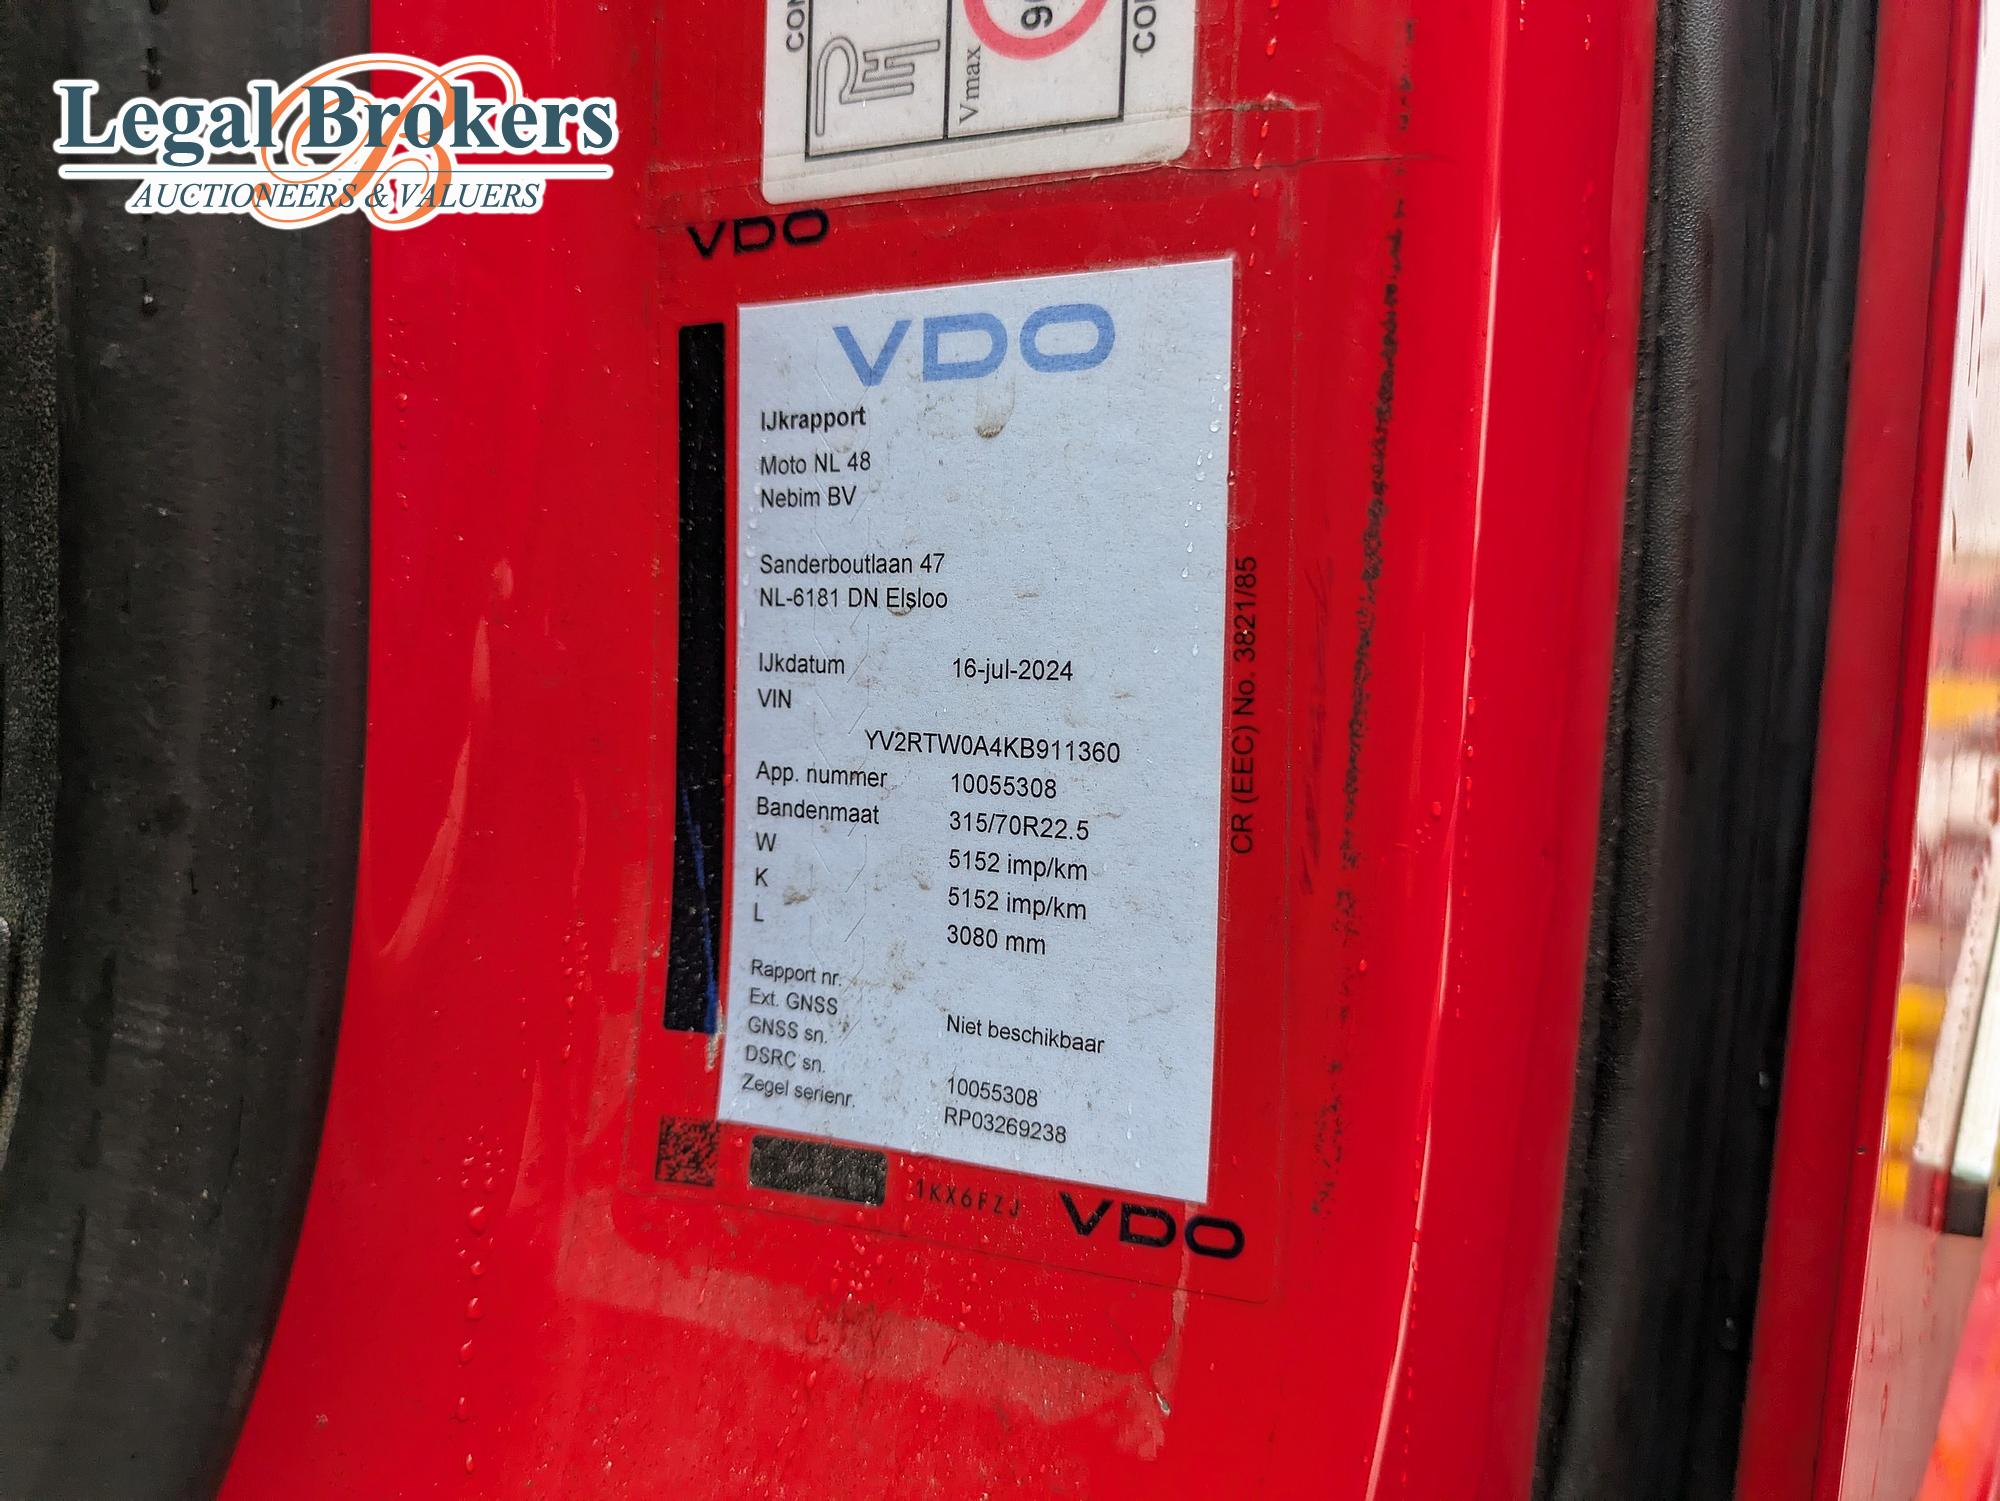 Legal Brokers
AUCTIONEERS & VALUERS
Vmax
VDO
VDO
IJkrapport
Moto NL 48
Nebim BV
Sanderboutlaan 47
NL-6181 DN Elsloo
IJkdatum 16-jul-2024
VIN
YV2RTW0A4KB911360
App. nummer 10055308
Bandenmaat 315/70R22.5
W 5152 imp/km
K 5152 imp/km
L 3080 mm
Rapport nr.
Ext. GNSS Niet beschikbaar
GNSS sn.
DSRC sn. 10055308
Zegel serienr. RP03269238
CR (EEC) No. 3821/85
1KX6FZJ
VDO